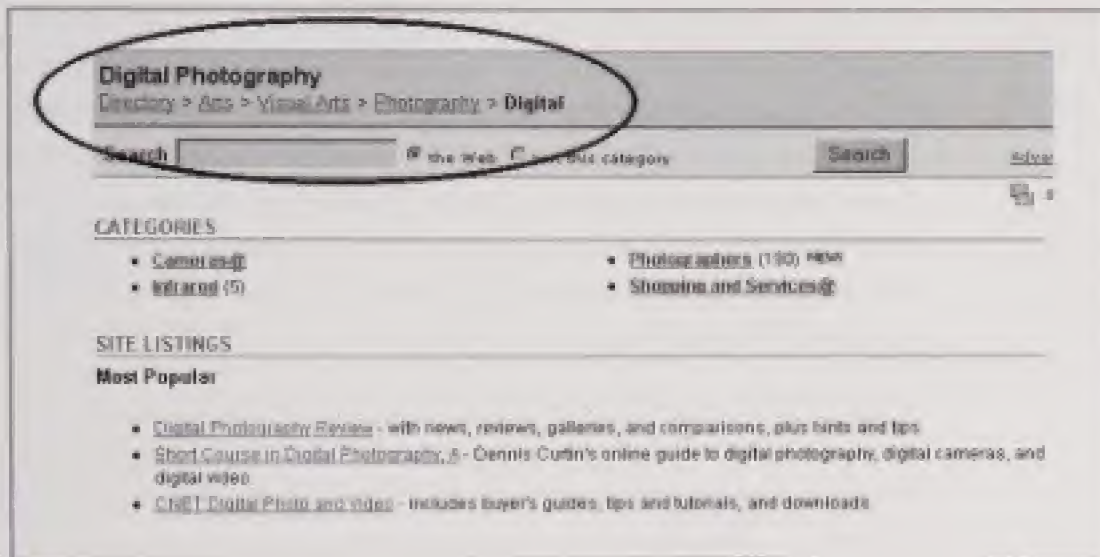 Digital Photography
Directory > Arts > Visual Arts > Photography > Digital
Search the Web just this category Search
CATEGORIES
Cameras@ Photographers (190) NEW!
Infrared (5) Shopping and Services@
SITE LISTINGS
Most Popular
Digital Photography Review - with news, reviews, galleries, and comparisons, plus hints and tips.
Short Course in Digital Photography, A - Dennis Curtin's online guide to digital photography, digital cameras, and
digital video.
CNET Digital Photo and video - includes buyer's guides, tips and tutorials, and downloads.